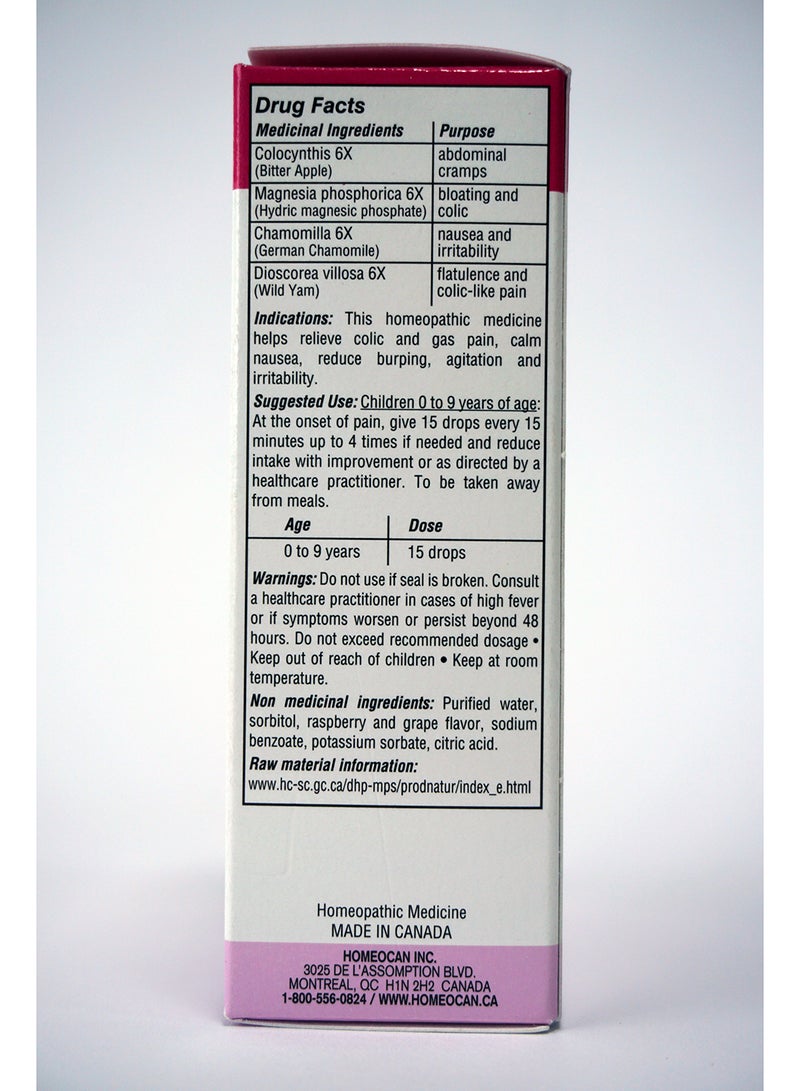 Drug Facts
Medicinal Ingredients Purpose
Colocynthis 6X abdominal
(Bitter Apple) cramps
Magnesia phosphorica 6X bloating and
(Hydric magnesic phosphate) colic
Chamomilla 6X nausea and
(German Chamomile) irritability
Dioscorea villosa 6X flatulence and
(Wild Yam) colic-like pain
Indications: This homeopathic medicine
helps relieve colic and gas pain, calm
nausea, reduce burping, agitation and
irritability.
Suggested Use: Children 0 to 9 years of age:
At the onset of pain, give 15 drops every 15
minutes up to 4 times if needed and reduce
intake with improvement or as directed by a
healthcare practitioner. To be taken away
from meals.
Age Dose
0 to 9 years 15 drops
Warnings: Do not use if seal is broken. Consult
a healthcare practitioner in cases of high fever
or if symptoms worsen or persist beyond 48
hours. Do not exceed recommended dosage •
Keep out of reach of children • Keep at room
temperature.
Non medicinal ingredients: Purified water,
sorbitol, raspberry and grape flavor, sodium
benzoate, potassium sorbate, citric acid.
Raw material information:
www.hc-sc.gc.ca/dhp-mps/prodnatur/index_e.html
Homeopathic Medicine
MADE IN CANADA
HOMEOCAN INC.
3025 DE L'ASSOMPTION BLVD.
MONTREAL, QC H1N 2H2 CANADA
1-800-556-0824 / WWW.HOMEOCAN.CA